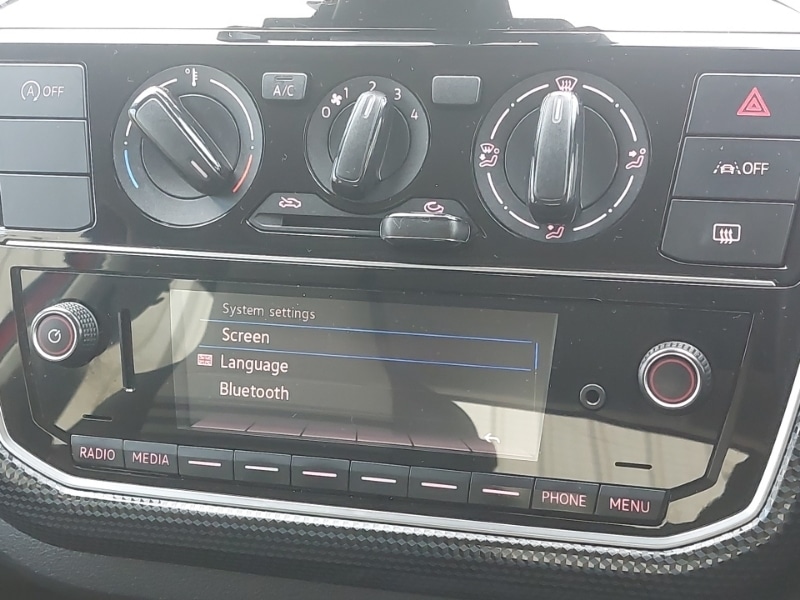 A OFF
A/C
0 1 2 3 4
OFF
System settings
Screen
Language
Bluetooth
RADIO MEDIA PHONE MENU